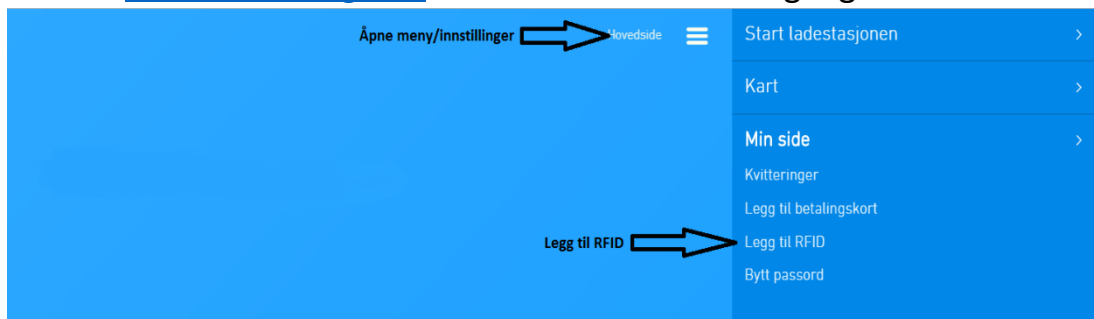 Åpne meny/innstillinger
Hovedside
Start ladestasjonen
Kart
Min side
Kvitteringer
Legg til betalingskort
Legg til RFID
Legg til RFID
Bytt passord